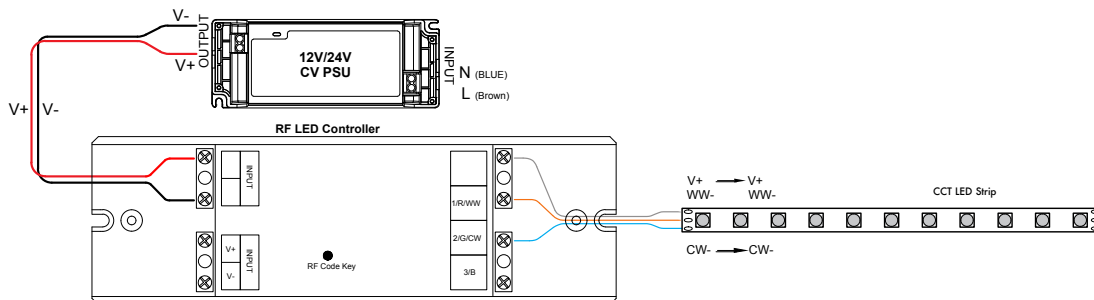 V-
OUTPUT
V+
12V/24V
CV PSU
INPUT
N (BLUE)
L (Brown)
V+
V-
RF LED Controller
INPUT
1/R/WW
2/G/CW
3/B
V+
V-
INPUT
RF Code Key
V+ V+
WW- WW-
CCT LED Strip
CW- CW-